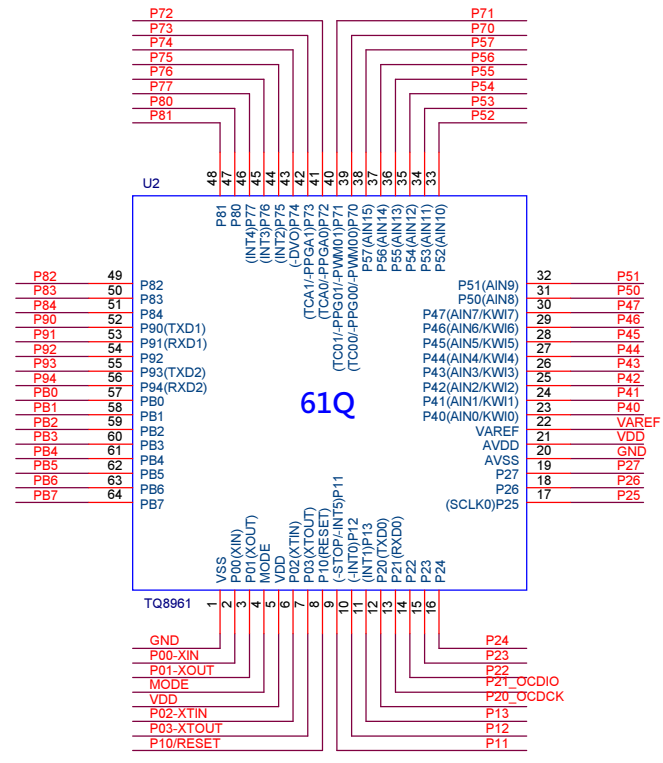 P72
P73
P74
P75
P76
P77
P80
P81
P71
P70
P57
P56
P55
P54
P53
P52
48
47
46
45
44
43
42
41
40
39
38
37
36
35
34
33
U2
P81
P80
(INT4)P77
(INT3)P76
(INT2)P75
(-DVO)P74
(TCA1/-PPGA1)P73
(TCA0/-PPGA0)P72
(TC01/-PPG01/-PWM01)P71
(TC00/-PPG00/-PWM00)P70
P57(AIN15)
P56(AIN14)
P55(AIN13)
P54(AIN12)
P53(AIN11)
P52(AIN10)
P82 49 P82
P83 50 P83
P84 51 P84
P90 52 P90(TXD1)
P91 53 P91(RXD1)
P92 54 P92
P93 55 P93(TXD2)
P94 56 P94(RXD2)
PB0 57 PB0
PB1 58 PB1
PB2 59 PB2
PB3 60 PB3
PB4 61 PB4
PB5 62 PB5
PB6 63 PB6
PB7 64 PB7
61Q
P51(AIN9) 32 P51
P50(AIN8) 31 P50
P47(AIN7/KWI7) 30 P47
P46(AIN6/KWI6) 29 P46
P45(AIN5/KWI5) 28 P45
P44(AIN4/KWI4) 27 P44
P43(AIN3/KWI3) 26 P43
P42(AIN2/KWI2) 25 P42
P41(AIN1/KWI1) 24 P41
P40(AIN0/KWI0) 23 P40
VAREF 22 VAREF
AVDD 21 VDD
AVSS 20 GND
P27 19 P27
P26 18 P26
(SCLK0)P25 17 P25
VSS
P00(XIN)
P01(XOUT)
MODE
VDD
P02(XTIN)
P03(XTOUT)
P10(RESET)
(-STOP/-INT5)P11
(-INT0)P12
(INT1)P13
P20(TXD0)
P21(RXD0)
P22
P23
P24
TQ8961
1
2
3
4
5
6
7
8
9
10
11
12
13
14
15
16
GND
P00-XIN
P01-XOUT
MODE
VDD
P02-XTIN
P03-XTOUT
P10/RESET
P24
P23
P22
P21_OCDIO
P20_OCDCK
P13
P12
P11